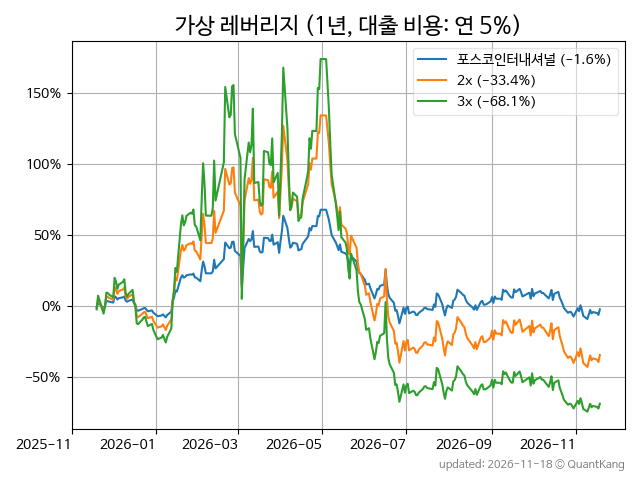 가상 레버리지 (1년, 대출 비용: 연 5%)
포스코인터내셔널 (−1.6%)
2x (−33.4%)
3x (−68.1%)
150%
100%
50%
0%
−50%
2025-11 2026-01 2026-03 2026-05 2026-07 2026-09 2026-11
updated: 2026-11-18 © QuantKang